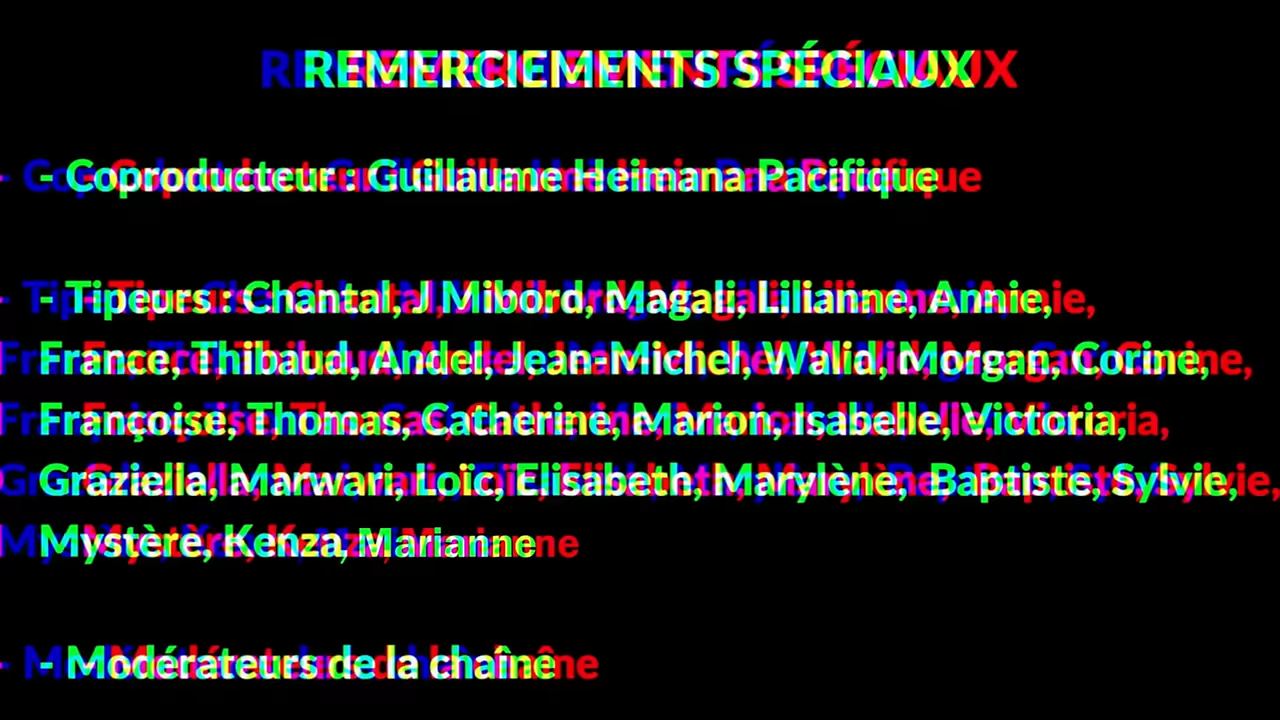 REMERCIEMENTS SPÉCIAUX
- Coproducteur : Guillaume Heimana Pacifique
- Tipeurs : Chantal, J Mibord, Magali, Lilianne, Annie,
France, Thibaud, Andel, Jean-Michel, Walid, Morgan, Corine,
Françoise, Thomas, Catherine, Marion, Isabelle, Victoria,
Graziella, Marwari, Loïc, Elisabeth, Marylène, Baptiste, Sylvie,
Mystère, Kenza, Marianne
- Modérateurs de la chaîne